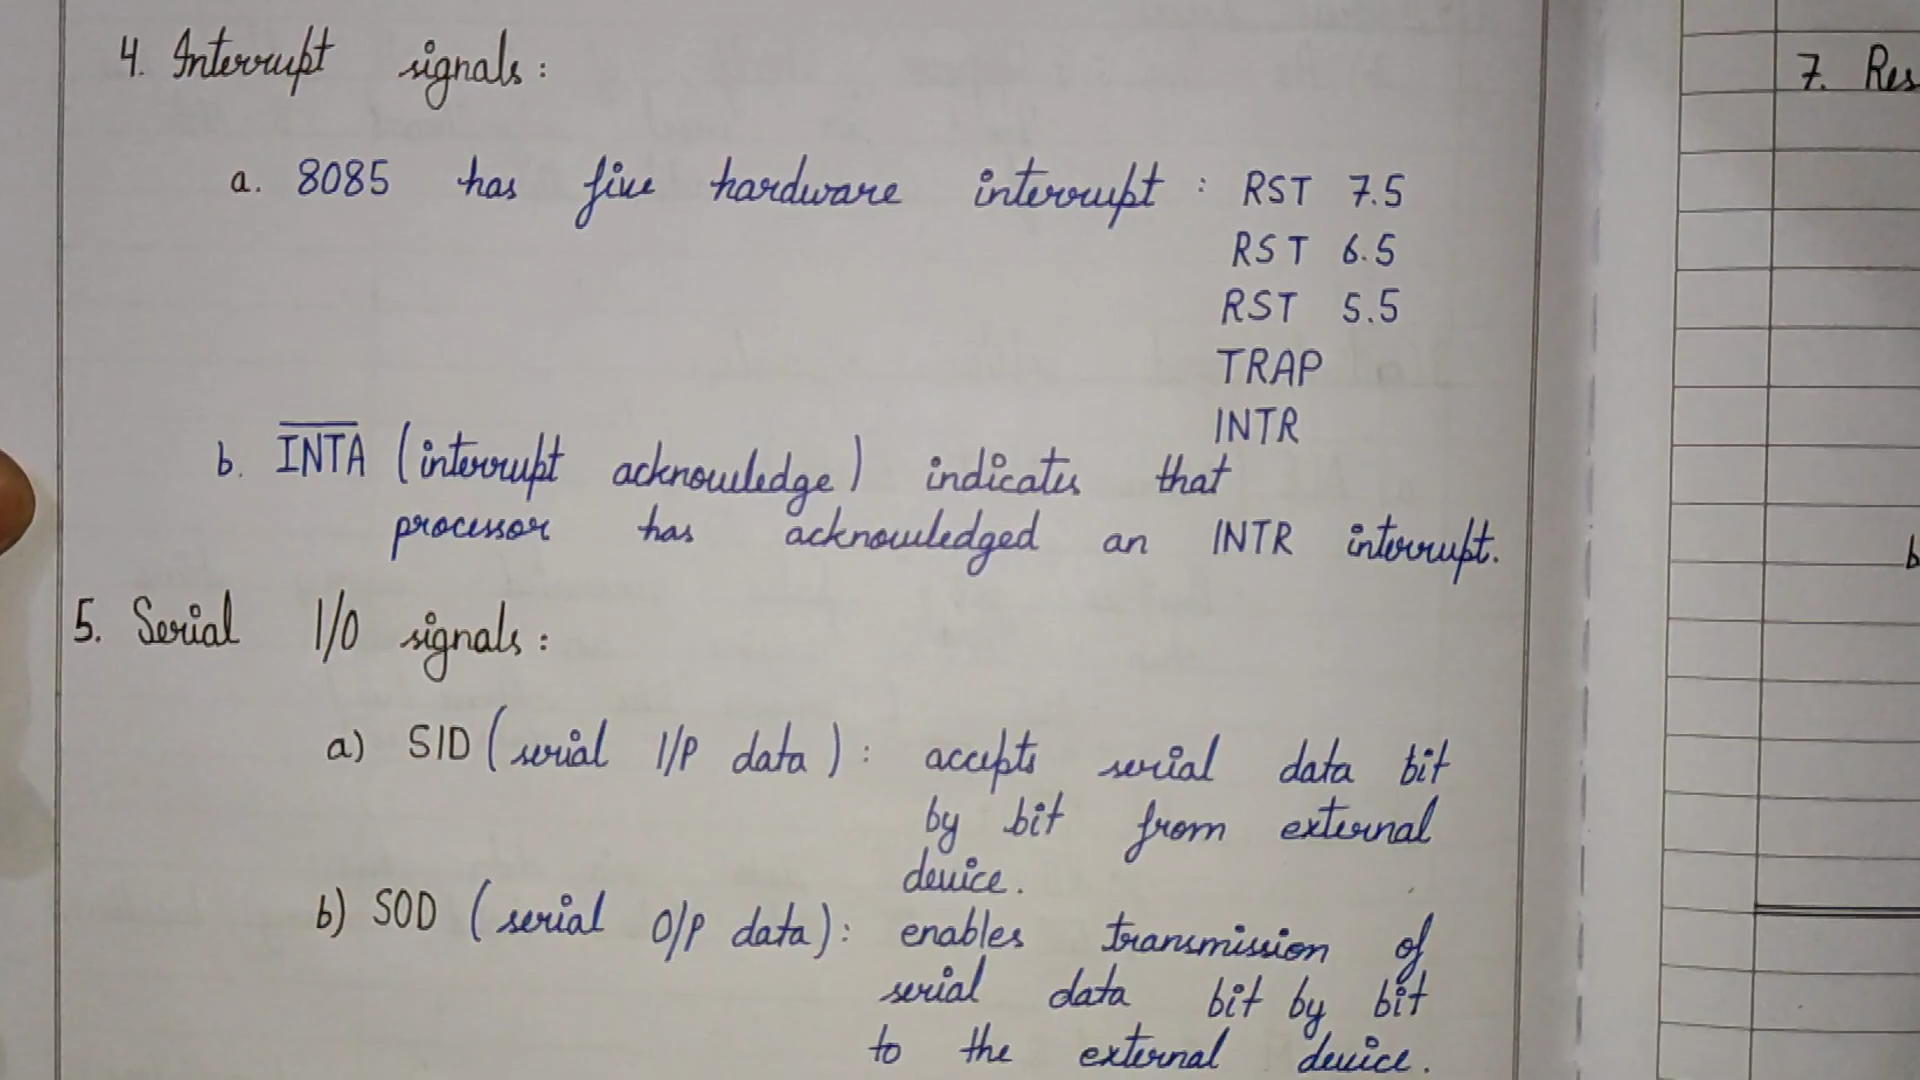 4. Interrupt signals :
a. 8085 has five hardware interrupt : RST 7.5
RST 6.5
RST 5.5
TRAP
INTR
b. I̅N̅T̅A̅ (interrupt acknowledge) indicates that
processor has acknowledged an INTR interrupt.
5. Serial I/O signals :
a) SID (serial I/P data) : accepts serial data bit
by bit from external
device.
b) SOD (serial O/P data) : enables transmission of
serial data bit by bit
to the external device.
7. Res
b